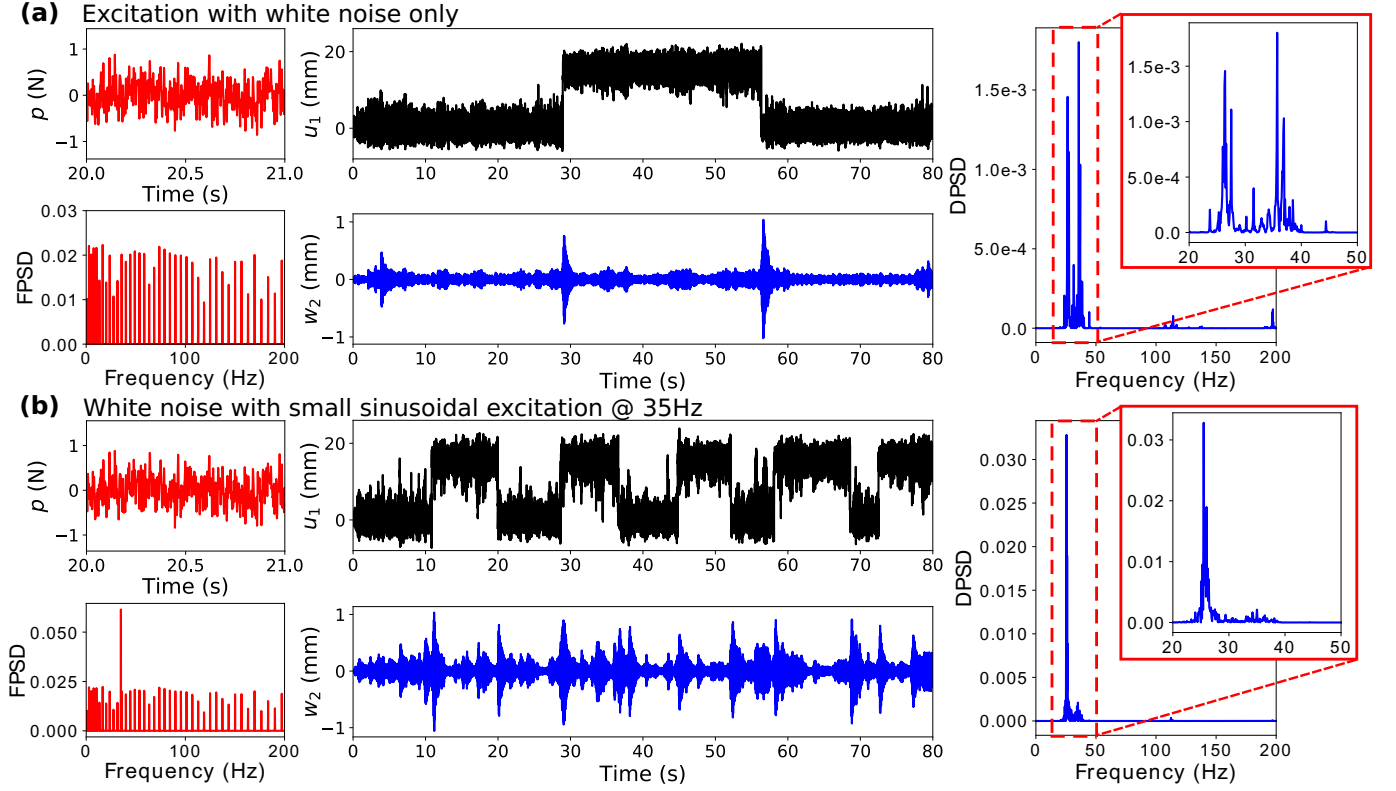 (a) Excitation with white noise only
p (N)
1
0
−1
20.0 20.5 21.0
Time (s)
u₁ (mm)
20
0
0 10 20 30 40 50 60 70 80
FPSD
0.03
0.02
0.01
0.00
0 100 200
Frequency (Hz)
w₂ (mm)
1
0
−1
0 10 20 30 40 50 60 70 80
Time (s)
DPSD
1.5e-3
1.0e-3
5.0e-4
0.0
0 50 100 150 200
Frequency (Hz)
1.5e-3
1.0e-3
5.0e-4
0.0
20 30 40 50
(b) White noise with small sinusoidal excitation @ 35Hz
p (N)
1
0
−1
20.0 20.5 21.0
Time (s)
u₁ (mm)
20
0
0 10 20 30 40 50 60 70 80
FPSD
0.050
0.025
0.000
0 100 200
Frequency (Hz)
w₂ (mm)
1
0
−1
0 10 20 30 40 50 60 70 80
Time (s)
DPSD
0.030
0.025
0.020
0.015
0.010
0.005
0.000
0 50 100 150 200
Frequency (Hz)
0.03
0.02
0.01
0.00
20 30 40 50